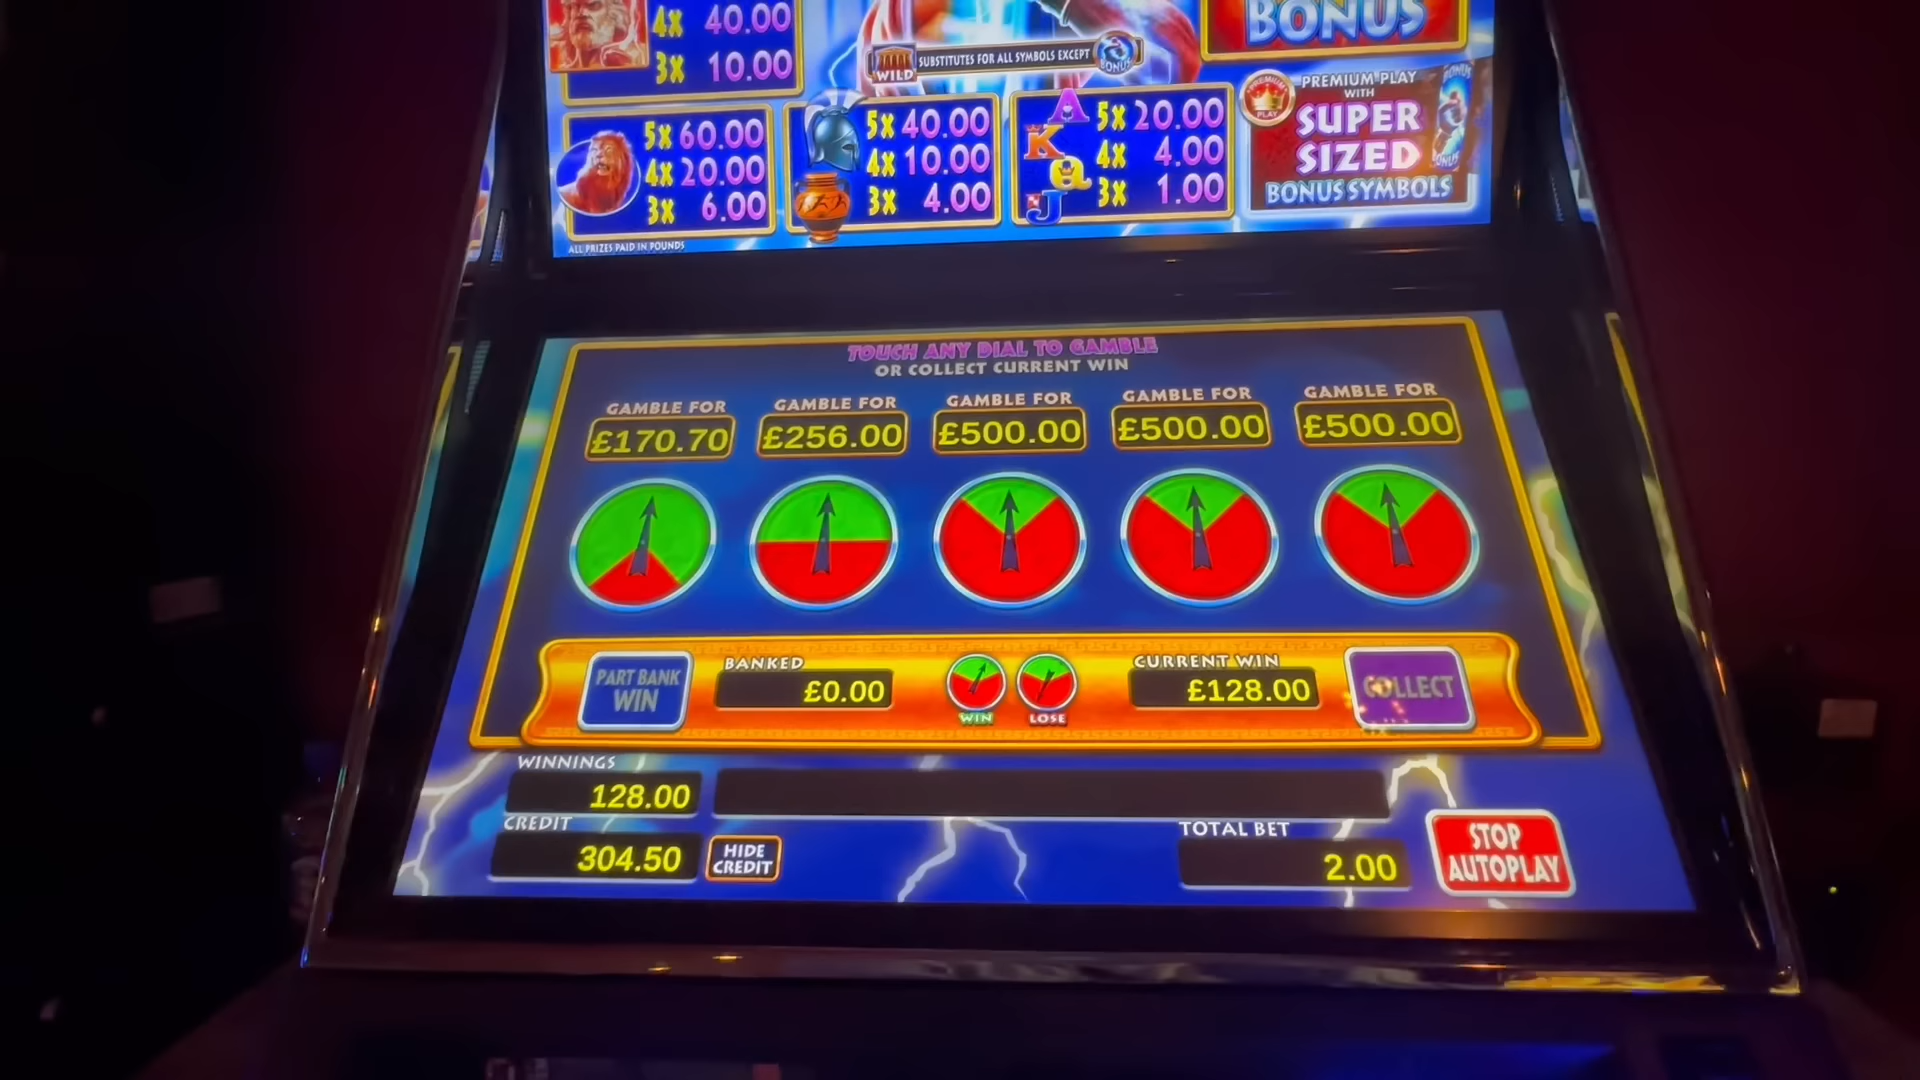 4X 40.00
3X 10.00
BONUS
WILD SUBSTITUTES FOR ALL SYMBOLS EXCEPT BONUS
5X 60.00
4X 20.00
3X 6.00
5X 40.00
4X 10.00
3X 4.00
A
K
Q
J
5X 20.00
4X 4.00
3X 1.00
PREMIUM PLAY
PREMIUM PLAY
WITH
SUPER
SIZED
BONUS SYMBOLS
BONUS
BONUS
ALL PRIZES PAID IN POUNDS
TOUCH ANY DIAL TO GAMBLE
OR COLLECT CURRENT WIN
GAMBLE FOR GAMBLE FOR GAMBLE FOR GAMBLE FOR GAMBLE FOR
£170.70 £256.00 £500.00 £500.00 £500.00
PART BANK
WIN
BANKED
£0.00
WIN LOSE
CURRENT WIN
£128.00
COLLECT
WINNINGS
128.00
CREDIT
304.50
HIDE
CREDIT
TOTAL BET
2.00
STOP
AUTOPLAY